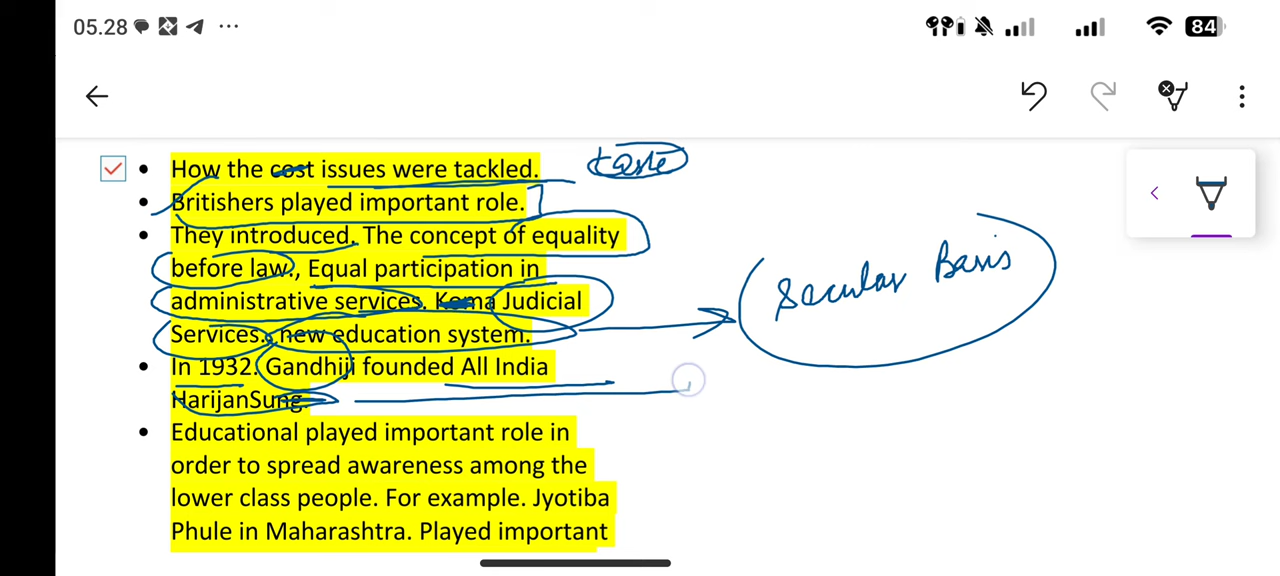 05.28 ...
84
How the cost issues were tackled. caste
Britishers played important role.
They introduced. The concept of equality
before law., Equal participation in
administrative services. Kama Judicial
Services. new education system.
Secular Basis
In 1932. Gandhiji founded All India
HarijanSung.
Educational played important role in
order to spread awareness among the
lower class people. For example. Jyotiba
Phule in Maharashtra. Played important